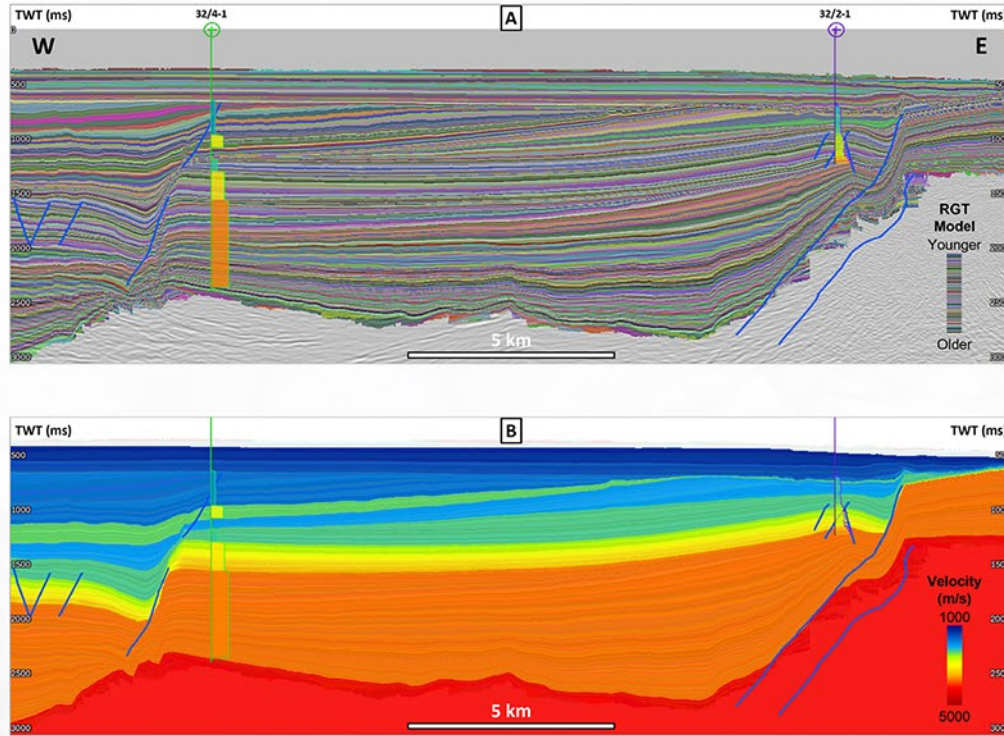 TWT (ms)
32/4-1
A
32/2-1
TWT (ms)
W
E
500
1000
1500
2000
2500
3000
RGT
Model
Younger
Older
5 km
TWT (ms)
B
TWT (ms)
500
1000
1500
2000
2500
3000
Velocity
(m/s)
1000
5000
5 km